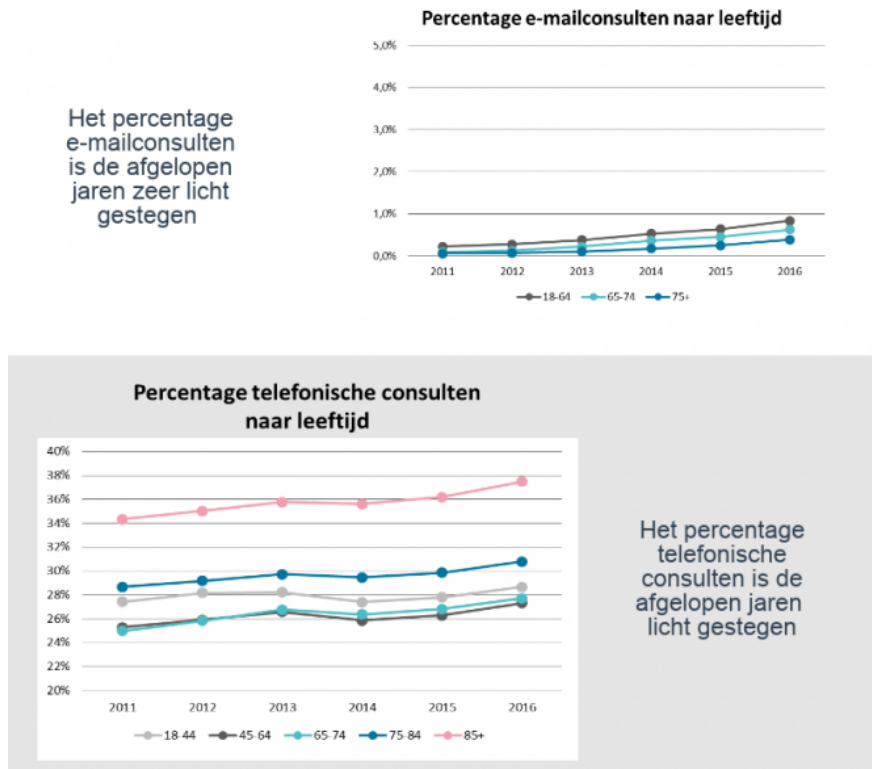 Percentage e-mailconsulten naar leeftijd
Het percentage
e-mailconsulten
is de afgelopen
jaren zeer licht
gestegen
5,0%
4,0%
3,0%
2,0%
1,0%
0,0%
2011 2012 2013 2014 2015 2016
18-64 65-74 75+
Percentage telefonische consulten
naar leeftijd
40%
38%
36%
34%
32%
30%
28%
26%
24%
22%
20%
2011 2012 2013 2014 2015 2016
18-44 45-64 65-74 75-84 85+
Het percentage
telefonische
consulten is de
afgelopen jaren
licht gestegen